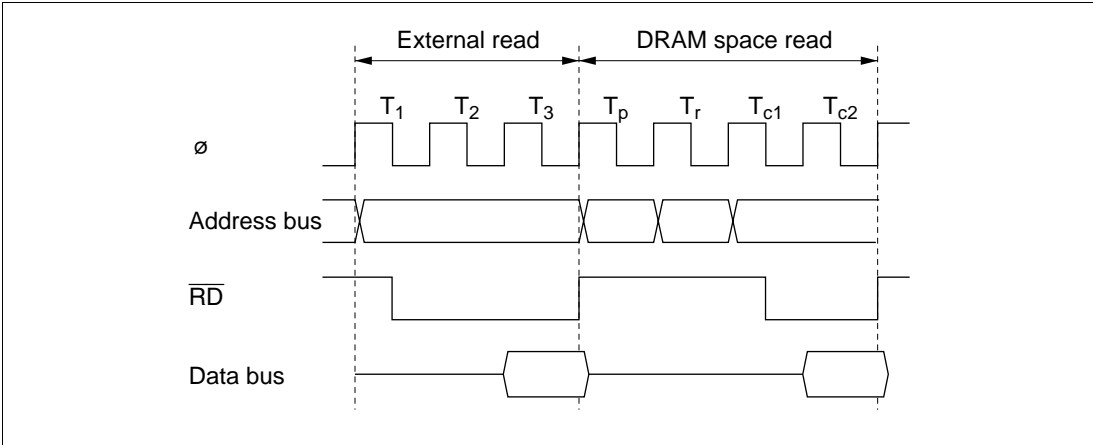 External read DRAM space read
T1 T2 T3 Tp Tr Tc1 Tc2
ø
Address bus
RD
Data bus